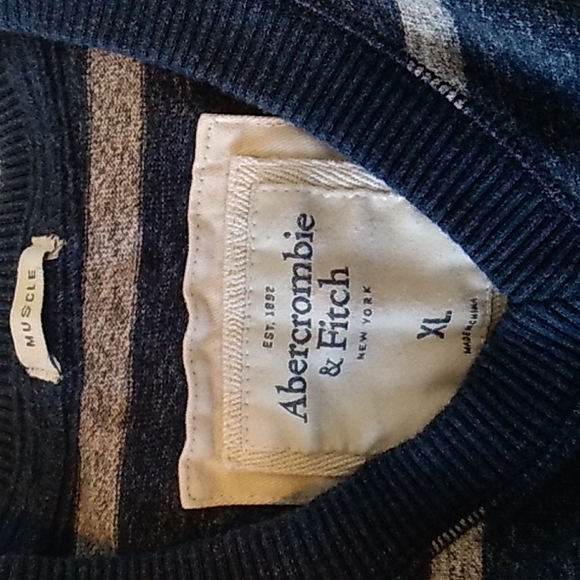 MUSCLE
EST. 1892
Abercrombie
& Fitch
NEW YORK
XL
MADE IN CHINA